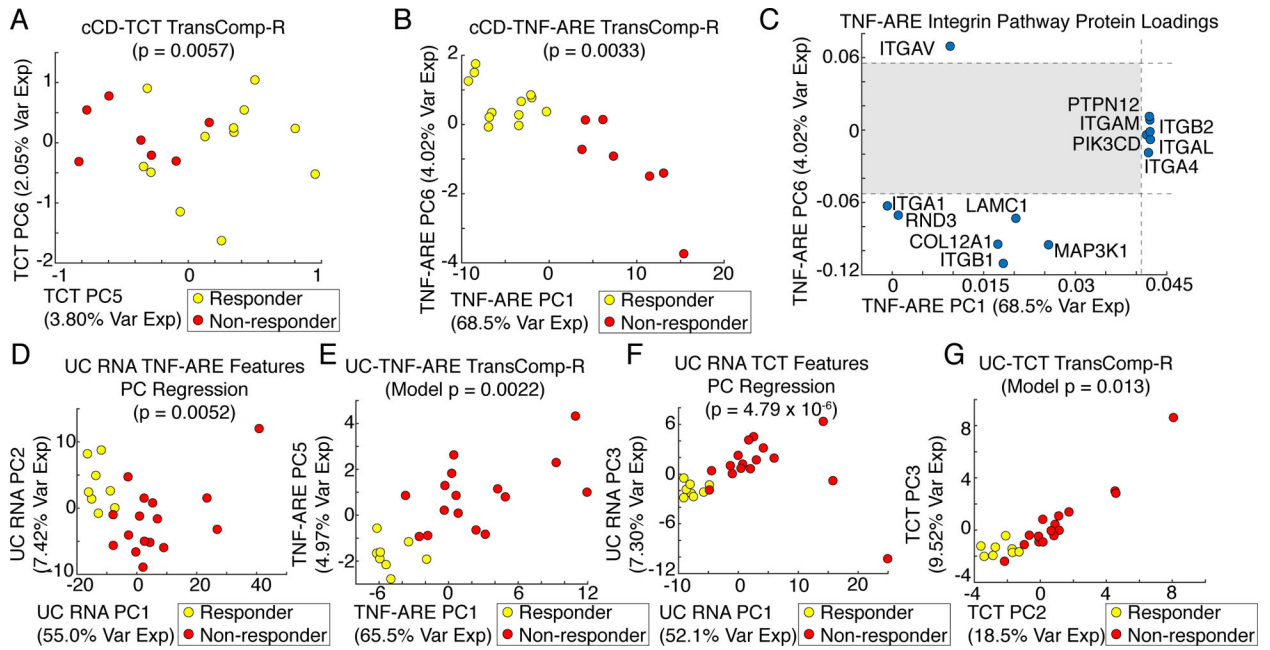 A
cCD-TCT TransComp-R
(p = 0.0057)
TCT PC6 (2.05% Var Exp)
2
1
0
-1
-2
-1
0
1
TCT PC5
(3.80% Var Exp)
Responder
Non-responder
B
cCD-TNF-ARE TransComp-R
(p = 0.0033)
TNF-ARE PC6 (4.02% Var Exp)
2
0
-2
-4
-10
0
10
20
TNF-ARE PC1
(68.5% Var Exp)
Responder
Non-responder
C
TNF-ARE Integrin Pathway Protein Loadings
TNF-ARE PC6 (4.02% Var Exp)
0.06
0
-0.06
-0.12
ITGAV
PTPN12
ITGAM
ITGB2
PIK3CD
ITGAL
ITGA4
ITGA1
LAMC1
RND3
COL12A1
MAP3K1
ITGB1
0
0.015
0.03
0.045
TNF-ARE PC1 (68.5% Var Exp)
D
UC RNA TNF-ARE Features
PC Regression
(p = 0.0052)
UC RNA PC2
(7.42% Var Exp)
10
0
-10
-20
0
20
40
60
UC RNA PC1
(55.0% Var Exp)
Responder
Non-responder
E
UC-TNF-ARE TransComp-R
(Model p = 0.0022)
TNF-ARE PC5
(4.97% Var Exp)
4
2
0
-2
-6
0
6
12
TNF-ARE PC1
(65.5% Var Exp)
Responder
Non-responder
F
UC RNA TCT Features
PC Regression
(p = 4.79 x 10⁻⁶)
UC RNA PC3
(7.30% Var Exp)
6
2
-2
-6
-12
-10
0
10
20
UC RNA PC1
(52.1% Var Exp)
Responder
Non-responder
G
UC-TCT TransComp-R
(Model p = 0.013)
TCT PC3
(9.52% Var Exp)
8
4
0
-4
-4
0
4
8
TCT PC2
(18.5% Var Exp)
Responder
Non-responder